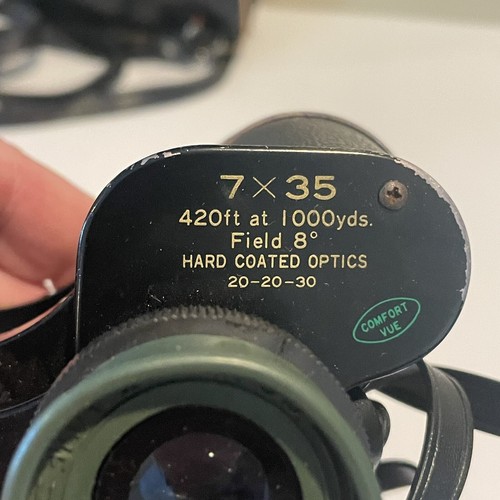 7×35
420ft at 1000yds.
Field 8°
HARD COATED OPTICS
20-20-30
COMFORT
VUE